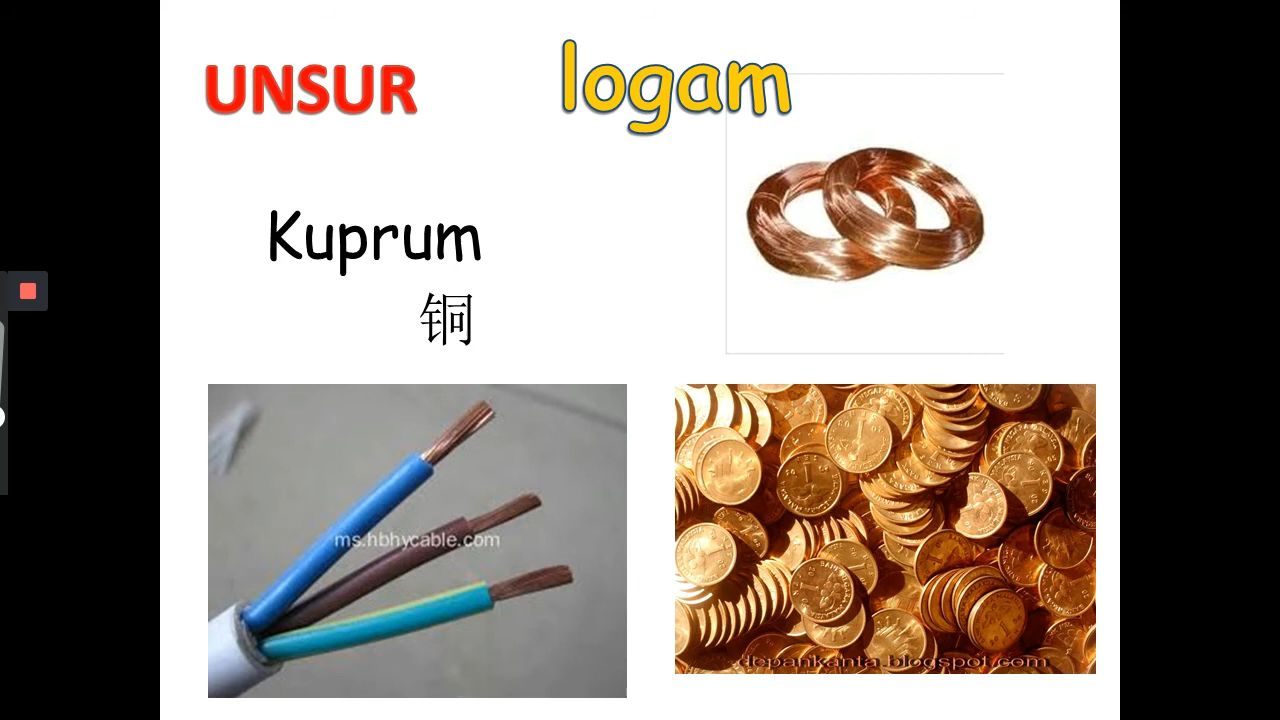 UNSUR logam
Kuprum
铜
ms.hbhycable.com
depankanta.blogspot.com